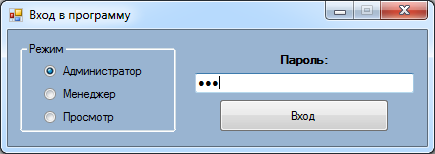 Вход в программу
Режим
Администратор
Менеджер
Просмотр
Пароль:
●●●
Вход